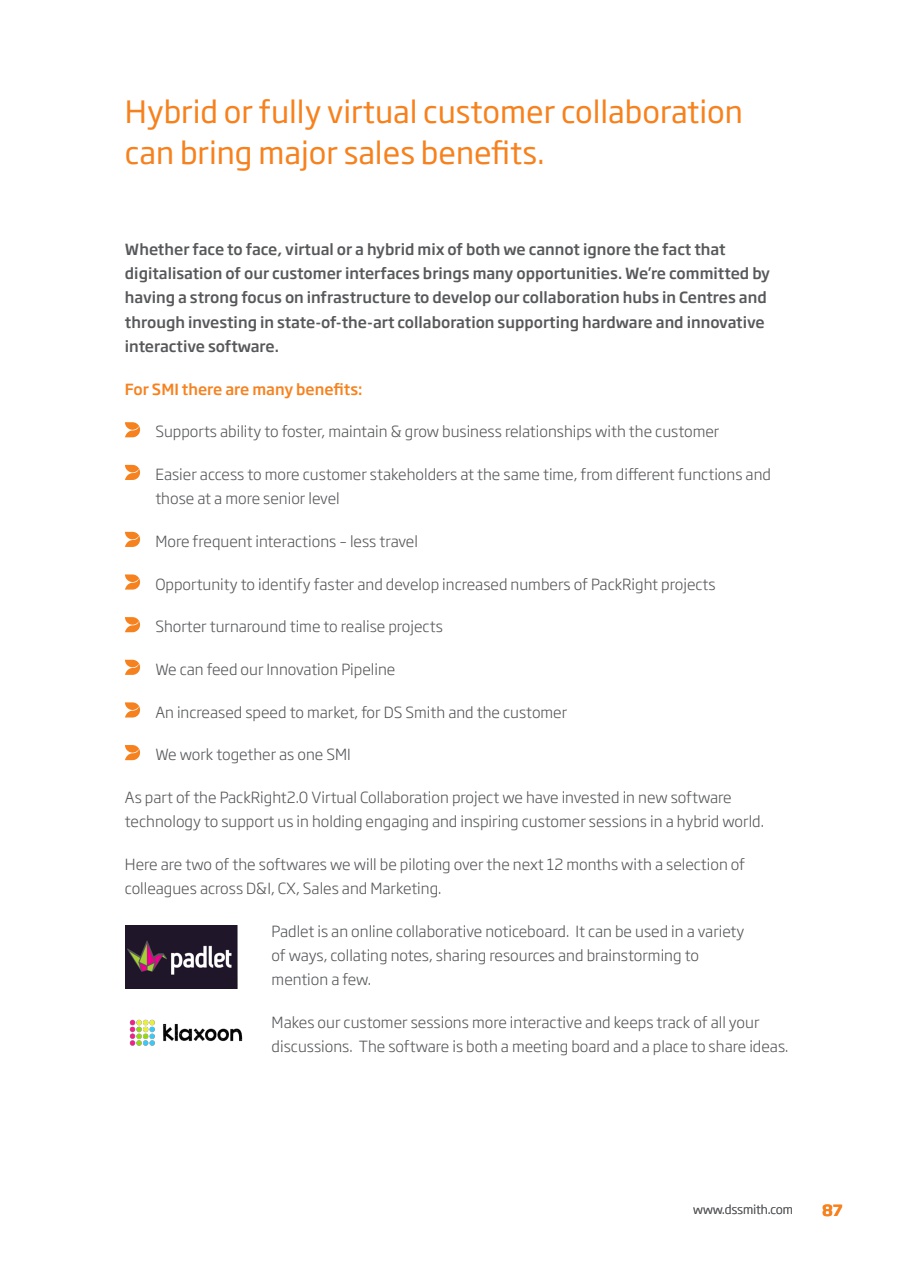 Hybrid or fully virtual customer collaboration
can bring major sales benefits.
Whether face to face, virtual or a hybrid mix of both we cannot ignore the fact that
digitalisation of our customer interfaces brings many opportunities. We're committed by
having a strong focus on infrastructure to develop our collaboration hubs in Centres and
through investing in state-of-the-art collaboration supporting hardware and innovative
interactive software.
For SMI there are many benefits:
Supports ability to foster, maintain & grow business relationships with the customer
Easier access to more customer stakeholders at the same time, from different functions and
those at a more senior level
More frequent interactions – less travel
Opportunity to identify faster and develop increased numbers of PackRight projects
Shorter turnaround time to realise projects
We can feed our Innovation Pipeline
An increased speed to market, for DS Smith and the customer
We work together as one SMI
As part of the PackRight2.0 Virtual Collaboration project we have invested in new software
technology to support us in holding engaging and inspiring customer sessions in a hybrid world.
Here are two of the softwares we will be piloting over the next 12 months with a selection of
colleagues across D&I, CX, Sales and Marketing.
padlet
Padlet is an online collaborative noticeboard. It can be used in a variety
of ways, collating notes, sharing resources and brainstorming to
mention a few.
klaxoon
Makes our customer sessions more interactive and keeps track of all your
discussions. The software is both a meeting board and a place to share ideas.
www.dssmith.com 87